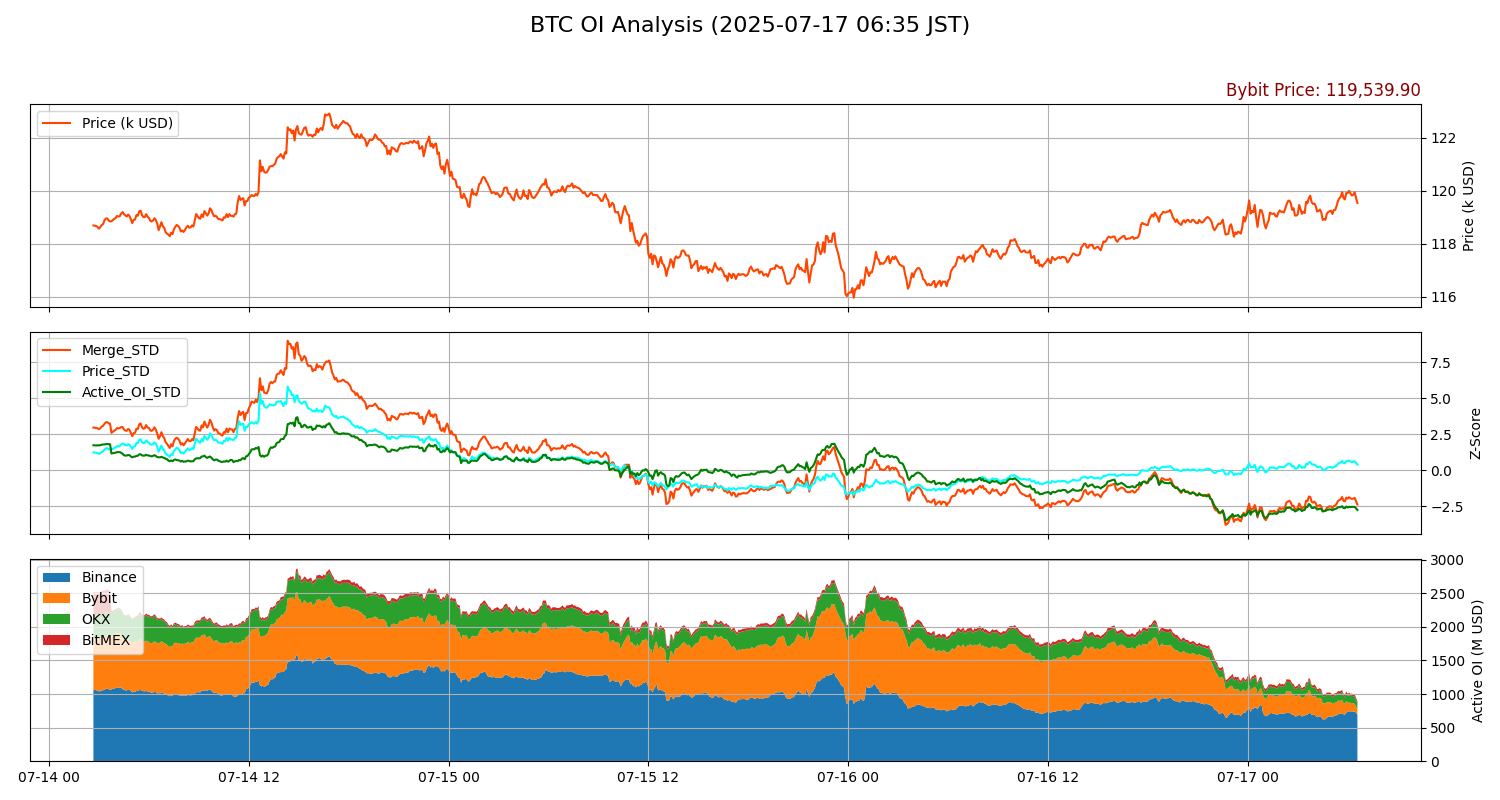 BTC OI Analysis (2025-07-17 06:35 JST)
Bybit Price: 119,539.90
Price (k USD)
122
120
118
116
Price (k USD)
Merge_STD
Price_STD
Active_OI_STD
7.5
5.0
2.5
0.0
−2.5
Z-Score
Binance
Bybit
OKX
BitMEX
3000
2500
2000
1500
1000
500
0
Active OI (M USD)
07-14 00
07-14 12
07-15 00
07-15 12
07-16 00
07-16 12
07-17 00